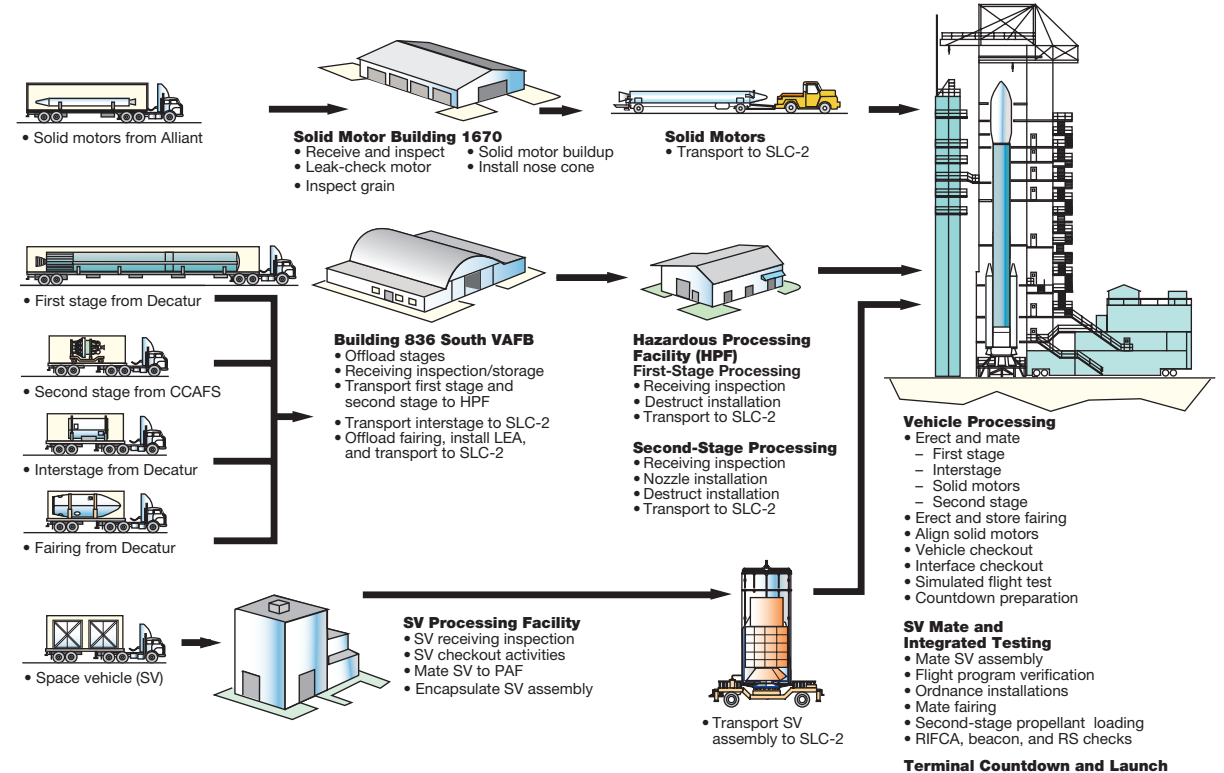 • Solid motors from Alliant
Solid Motor Building 1670
• Receive and inspect
• Leak-check motor
• Inspect grain
• Solid motor buildup
• Install nose cone
Solid Motors
• Transport to SLC-2
• First stage from Decatur
• Second stage from CCAFS
• Interstage from Decatur
• Fairing from Decatur
Building 836 South VAFB
• Offload stages
• Receiving inspection/storage
• Transport first stage and
second stage to HPF
• Transport interstage to SLC-2
• Offload fairing, install LEA,
and transport to SLC-2
Hazardous Processing
Facility (HPF)
First-Stage Processing
• Receiving inspection
• Destruct installation
• Transport to SLC-2
Second-Stage Processing
• Receiving inspection
• Nozzle installation
• Destruct installation
• Transport to SLC-2
• Space vehicle (SV)
SV Processing Facility
• SV receiving inspection
• SV checkout activities
• Mate SV to PAF
• Encapsulate SV assembly
• Transport SV
assembly to SLC-2
Vehicle Processing
• Erect and mate
– First stage
– Interstage
– Solid motors
– Second stage
• Erect and store fairing
• Align solid motors
• Vehicle checkout
• Interface checkout
• Simulated flight test
• Countdown preparation
SV Mate and
Integrated Testing
• Mate SV assembly
• Flight program verification
• Ordnance installations
• Mate fairing
• Second-stage propellant loading
• RIFCA, beacon, and RS checks
Terminal Countdown and Launch